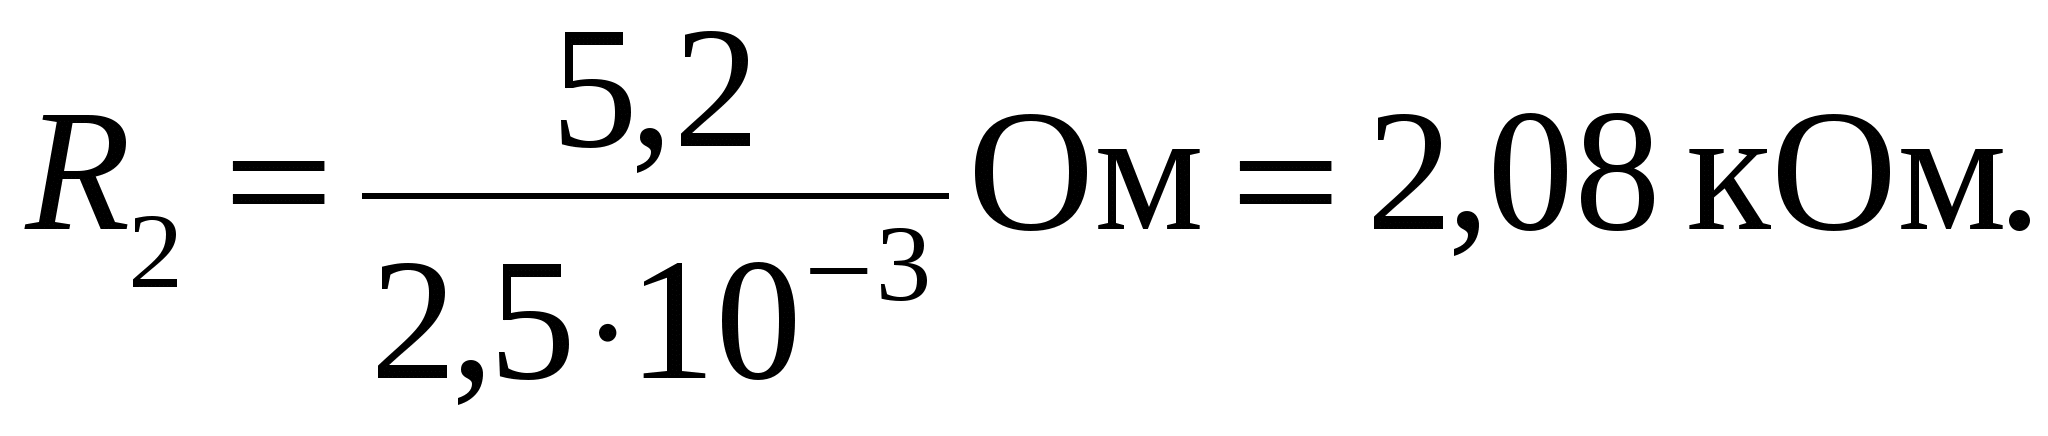 R₂ = 5,2 / 2,5·10⁻³ Ом = 2,08 кОм.